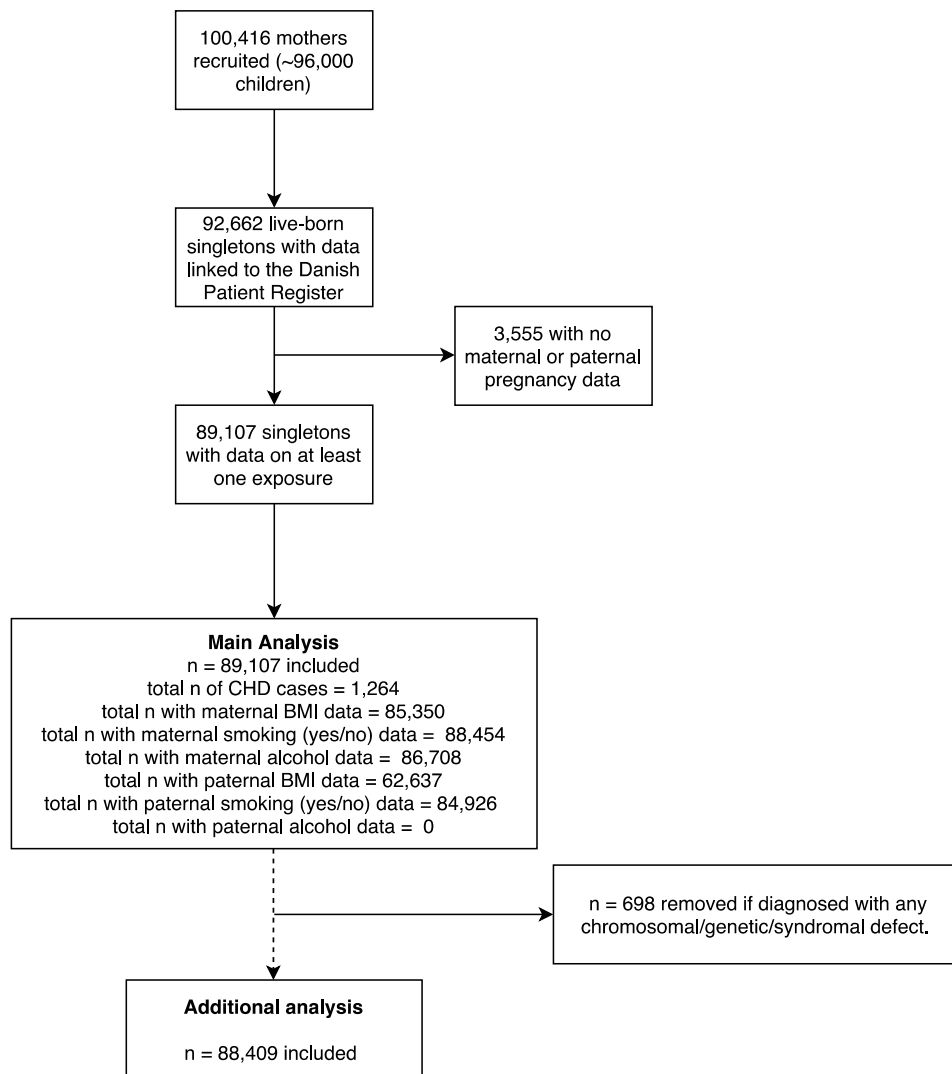 100,416 mothers
recruited (~96,000
children)
92,662 live-born
singletons with data
linked to the Danish
Patient Register
3,555 with no
maternal or paternal
pregnancy data
89,107 singletons
with data on at least
one exposure
Main Analysis
n = 89,107 included
total n of CHD cases = 1,264
total n with maternal BMI data = 85,350
total n with maternal smoking (yes/no) data = 88,454
total n with maternal alcohol data = 86,708
total n with paternal BMI data = 62,637
total n with paternal smoking (yes/no) data = 84,926
total n with paternal alcohol data = 0
n = 698 removed if diagnosed with any
chromosomal/genetic/syndromal defect.
Additional analysis
n = 88,409 included